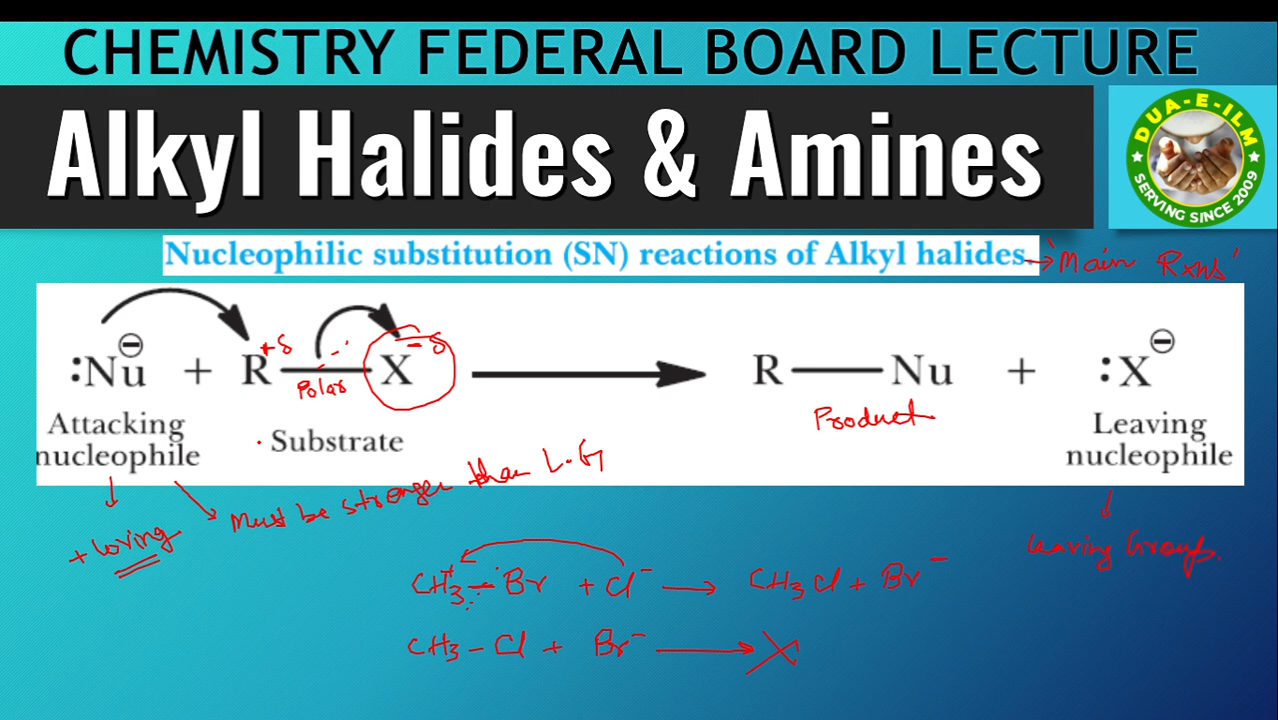 CHEMISTRY FEDERAL BOARD LECTURE
Alkyl Halides & Amines
DUA-E-ILM
SERVING SINCE 2009
Nucleophilic substitution (SN) reactions of Alkyl halides.
→ 'Main Rxns'
:Nu⊖ + R+δ — X-δ → R — Nu + :X⊖
Polar
Product
Attacking nucleophile
Substrate
Leaving nucleophile
+ loving
Must be stronger than L.G
Leaving Group.
CH3+ – Br + Cl⁻ → CH3Cl + Br⁻
CH3 – Cl + Br⁻ → X